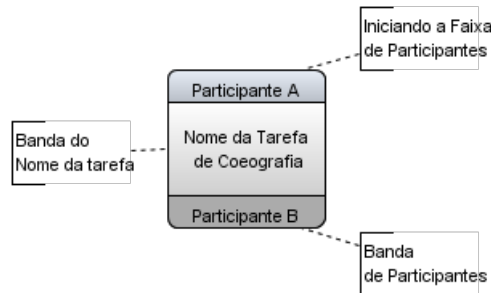 Iniciando a Faixa
de Participantes
Participante A
Banda do
Nome da tarefa
Nome da Tarefa
de Coeografia
Participante B
Banda
de Participantes